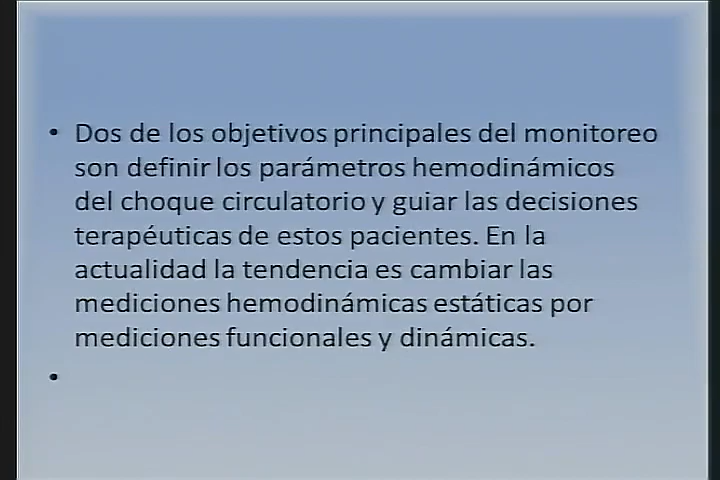 • Dos de los objetivos principales del monitoreo
son definir los parámetros hemodinámicos
del choque circulatorio y guiar las decisiones
terapéuticas de estos pacientes. En la
actualidad la tendencia es cambiar las
mediciones hemodinámicas estáticas por
mediciones funcionales y dinámicas.
•